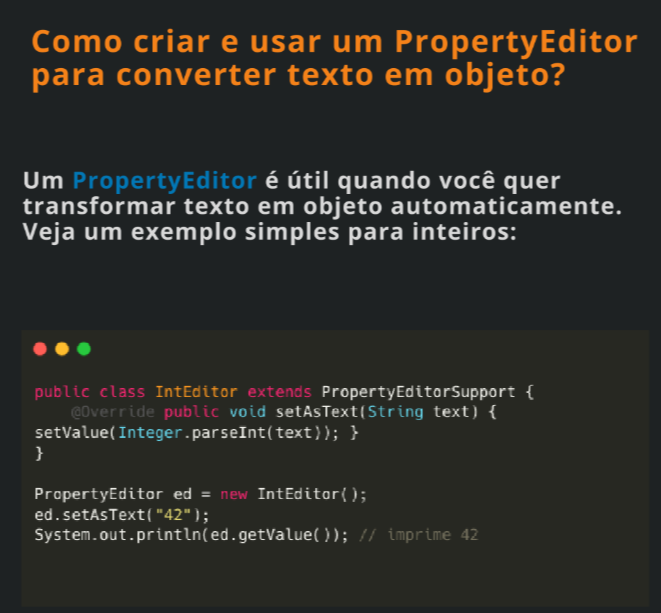 Como criar e usar um PropertyEditor
para converter texto em objeto?
Um PropertyEditor é útil quando você quer
transformar texto em objeto automaticamente.
Veja um exemplo simples para inteiros:
public class IntEditor extends PropertyEditorSupport {
    @Override public void setAsText(String text) {
setValue(Integer.parseInt(text)); }
}
PropertyEditor ed = new IntEditor();
ed.setAsText("42");
System.out.println(ed.getValue()); // imprime 42